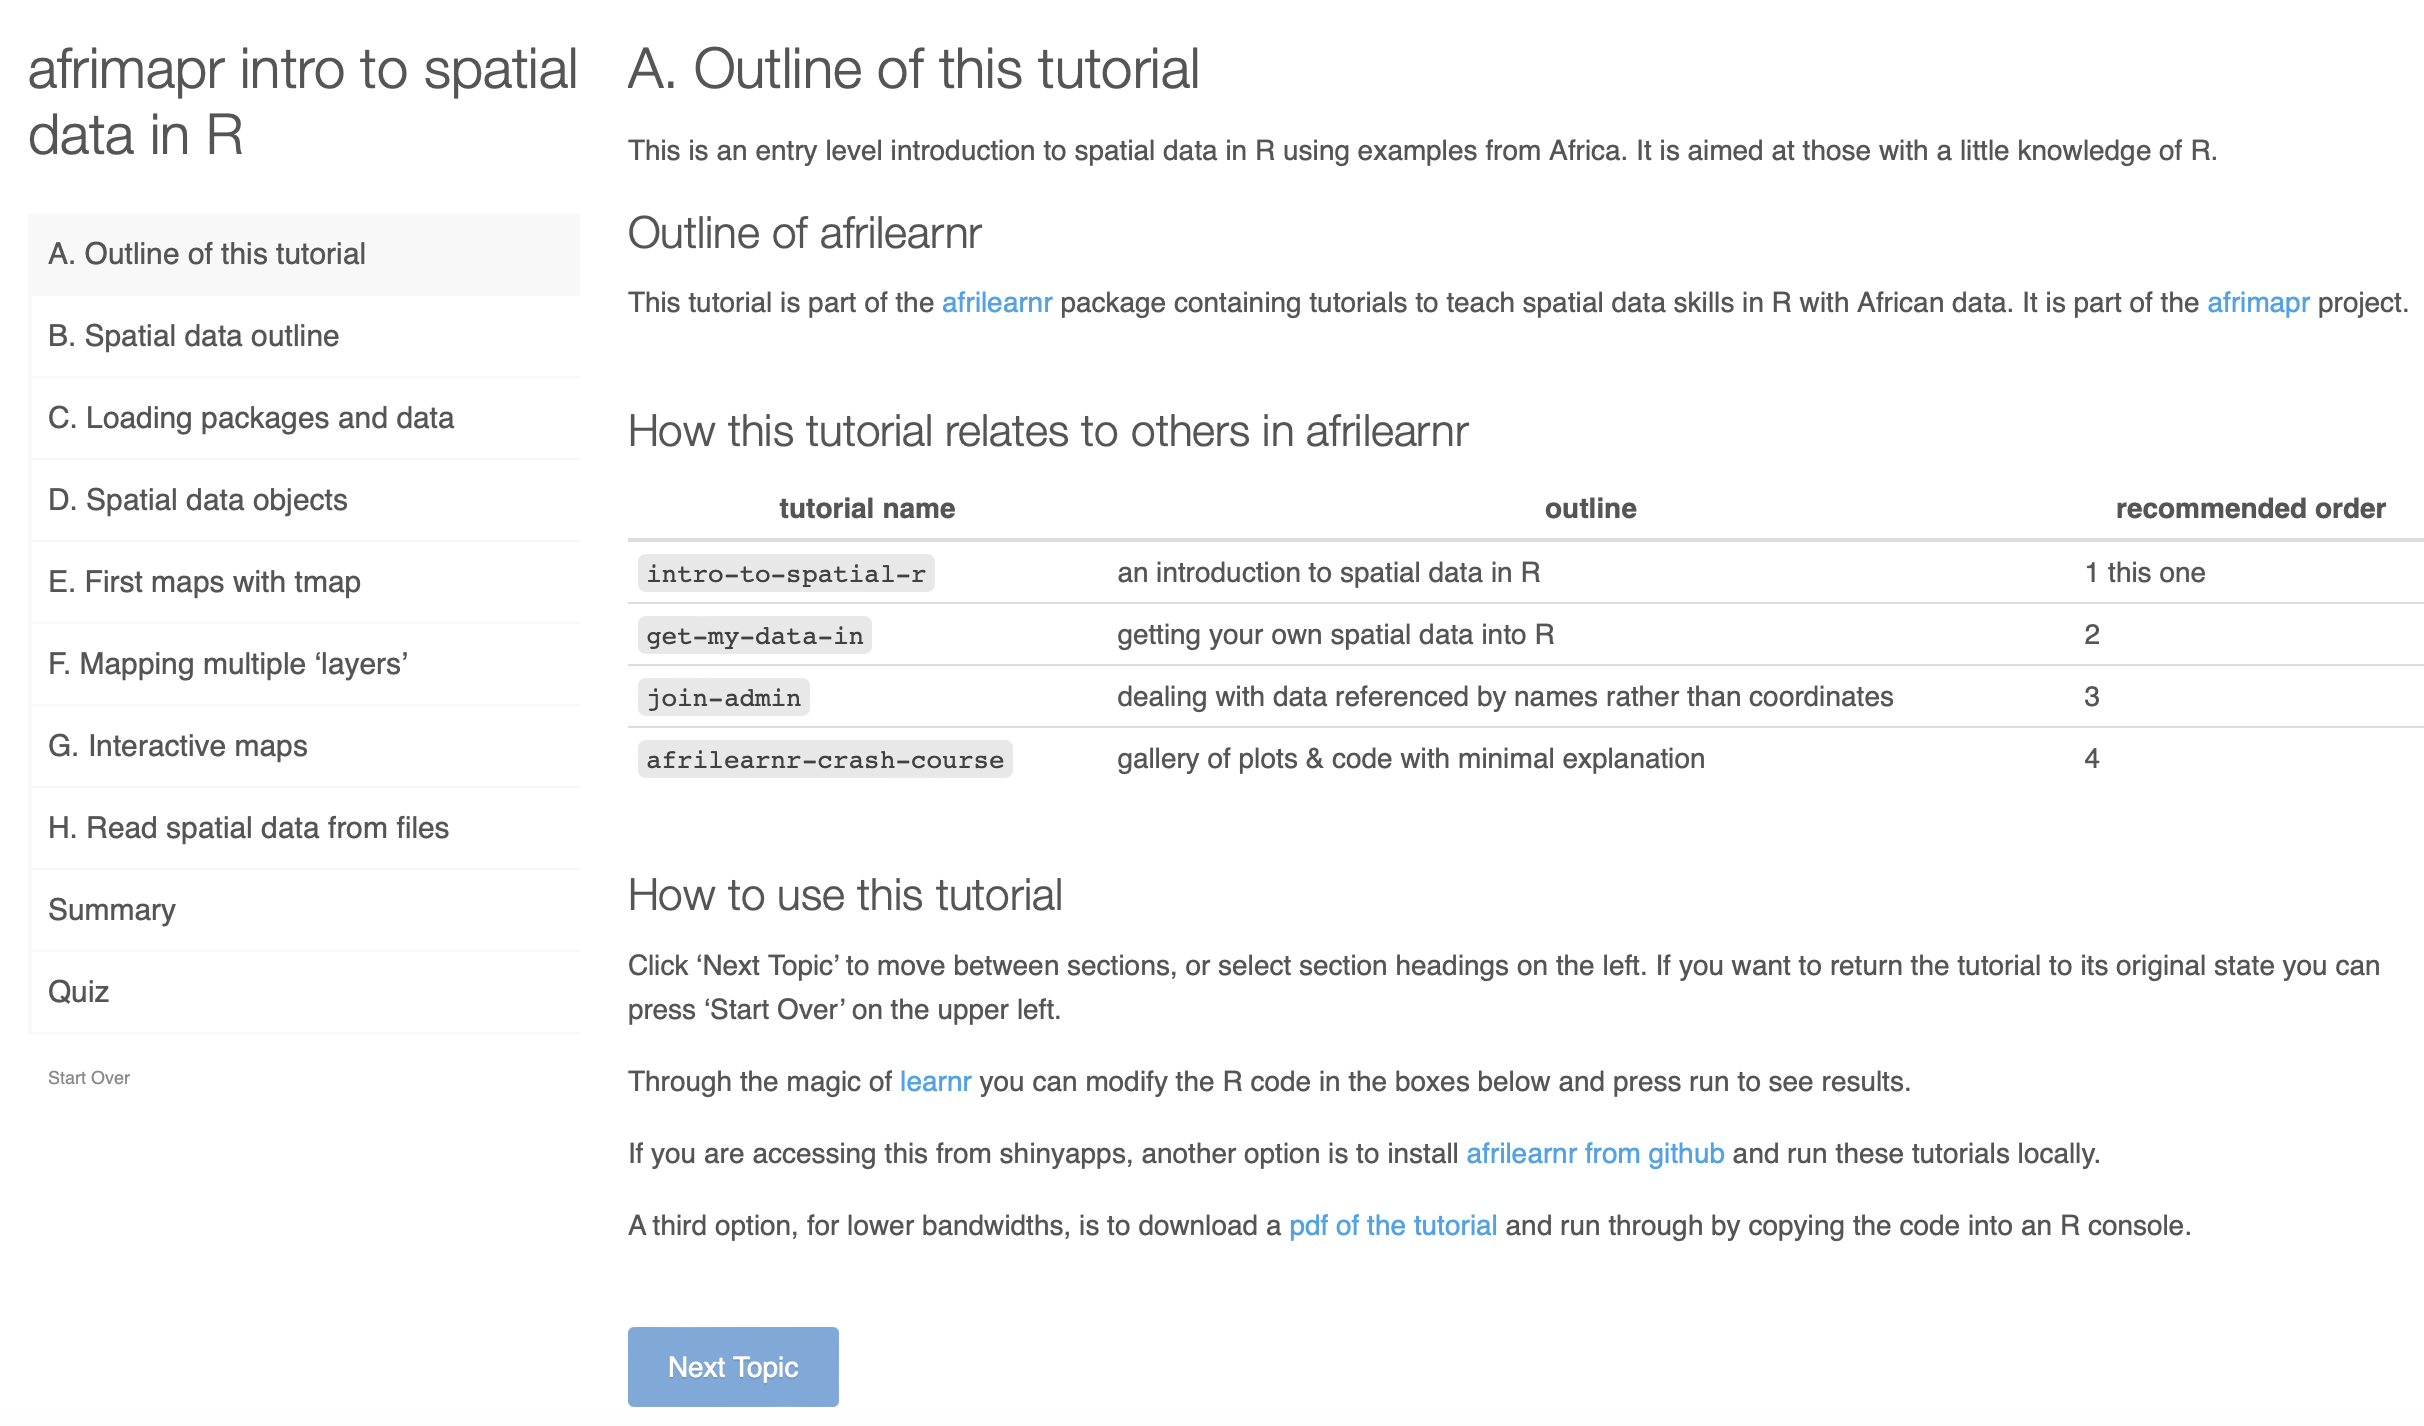 afrimapr intro to spatial
data in R
A. Outline of this tutorial
B. Spatial data outline
C. Loading packages and data
D. Spatial data objects
E. First maps with tmap
F. Mapping multiple ‘layers’
G. Interactive maps
H. Read spatial data from files
Summary
Quiz
Start Over
A. Outline of this tutorial
This is an entry level introduction to spatial data in R using examples from Africa. It is aimed at those with a little knowledge of R.
Outline of afrilearnr
This tutorial is part of the afrilearnr package containing tutorials to teach spatial data skills in R with African data. It is part of the afrimapr project.
How this tutorial relates to others in afrilearnr
tutorial name outline recommended order
intro-to-spatial-r an introduction to spatial data in R 1 this one
get-my-data-in getting your own spatial data into R 2
join-admin dealing with data referenced by names rather than coordinates 3
afrilearnr-crash-course gallery of plots & code with minimal explanation 4
How to use this tutorial
Click ‘Next Topic’ to move between sections, or select section headings on the left. If you want to return the tutorial to its original state you can
press ‘Start Over’ on the upper left.
Through the magic of learnr you can modify the R code in the boxes below and press run to see results.
If you are accessing this from shinyapps, another option is to install afrilearnr from github and run these tutorials locally.
A third option, for lower bandwidths, is to download a pdf of the tutorial and run through by copying the code into an R console.
Next Topic